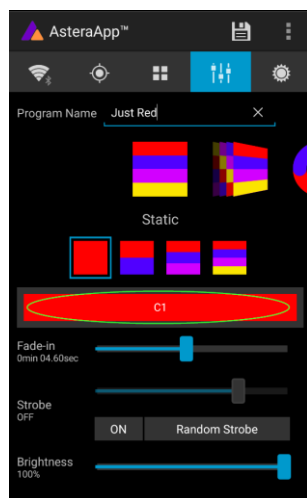 AsteraApp™
Program Name Just Red
Static
C1
Fade-in
0min 04.60sec
Strobe
OFF
ON Random Strobe
Brightness
100%